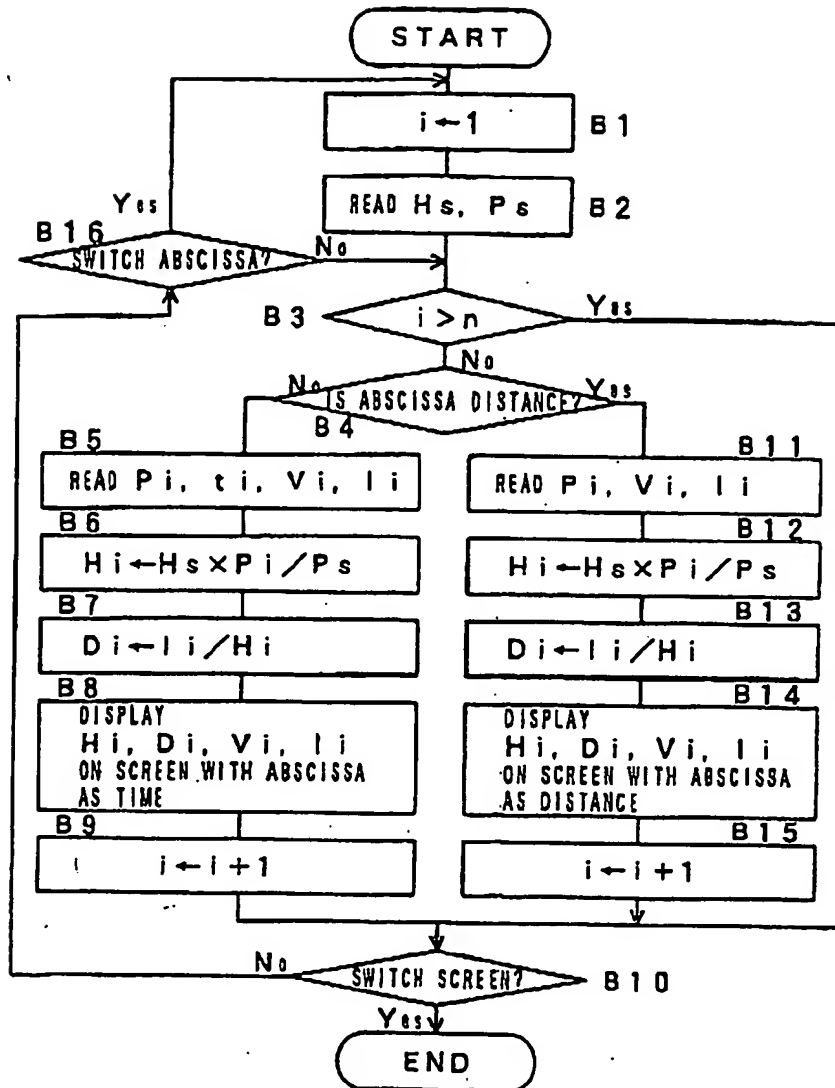 START
i←1 B1
READ Hs, Ps B2
Yes
B16
SWITCH ABSCISSA?
No
B3 i>n Yes
No
No IS ABSCISSA DISTANCE? Yes
B4
B5
READ Pi, ti, Vi, Ii
B6
Hi←Hs×Pi/Ps
B7
Di←Ii/Hi
B8
DISPLAY
Hi, Di, Vi, Ii
ON SCREEN WITH ABSCISSA
AS TIME
B9
i←i+1
B11
READ Pi, Vi, Ii
B12
Hi←Hs×Pi/Ps
B13
Di←Ii/Hi
B14
DISPLAY
Hi, Di, Vi, Ii
ON SCREEN WITH ABSCISSA
AS DISTANCE
B15
i←i+1
No SWITCH SCREEN? B10
Yes
END